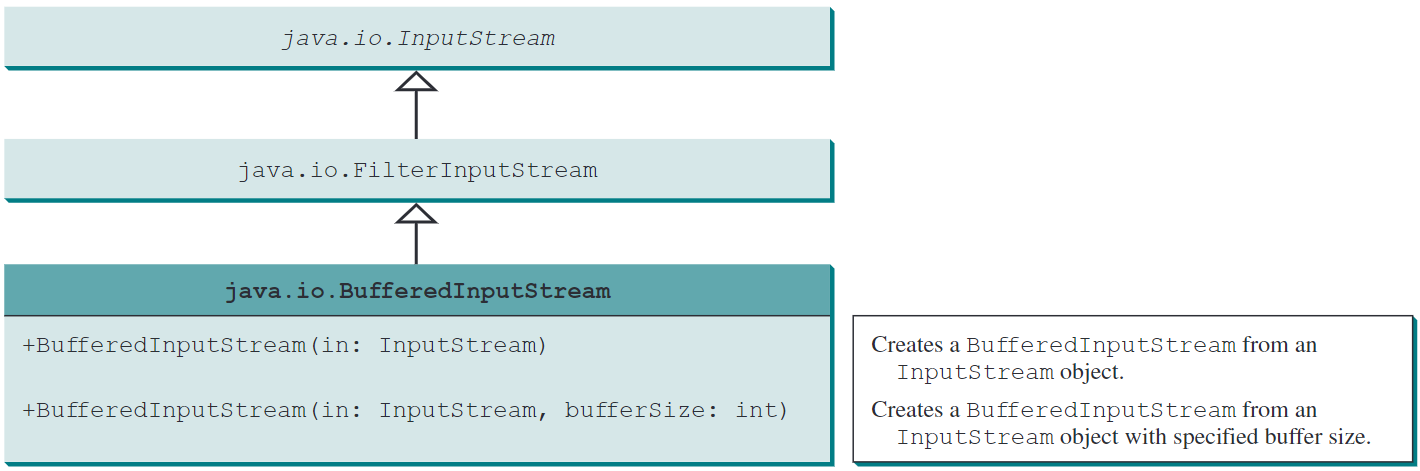 java.io.InputStream
java.io.FilterInputStream
java.io.BufferedInputStream
+BufferedInputStream(in: InputStream)
+BufferedInputStream(in: InputStream, bufferSize: int)
Creates a BufferedInputStream from an
InputStream object.
Creates a BufferedInputStream from an
InputStream object with specified buffer size.